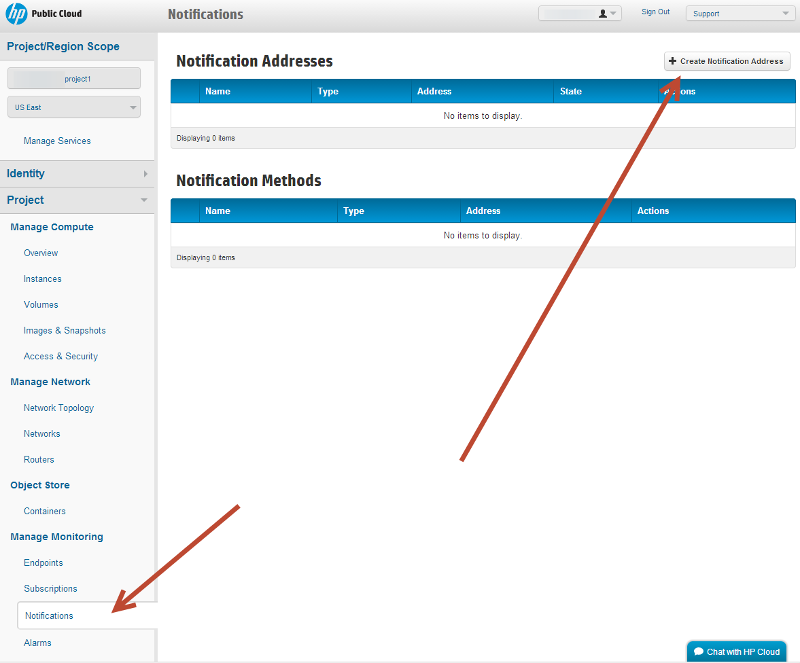 hp Public Cloud
Notifications
Sign Out
Support
Project/Region Scope
project1
US East
Manage Services
Identity
Project
Manage Compute
Overview
Instances
Volumes
Images & Snapshots
Access & Security
Manage Network
Network Topology
Networks
Routers
Object Store
Containers
Manage Monitoring
Endpoints
Subscriptions
Notifications
Alarms
Notification Addresses
+ Create Notification Address
Name Type Address State
No items to display.
Displaying 0 items
Notification Methods
Name Type Address Actions
No items to display.
Displaying 0 items
Chat with HP Cloud